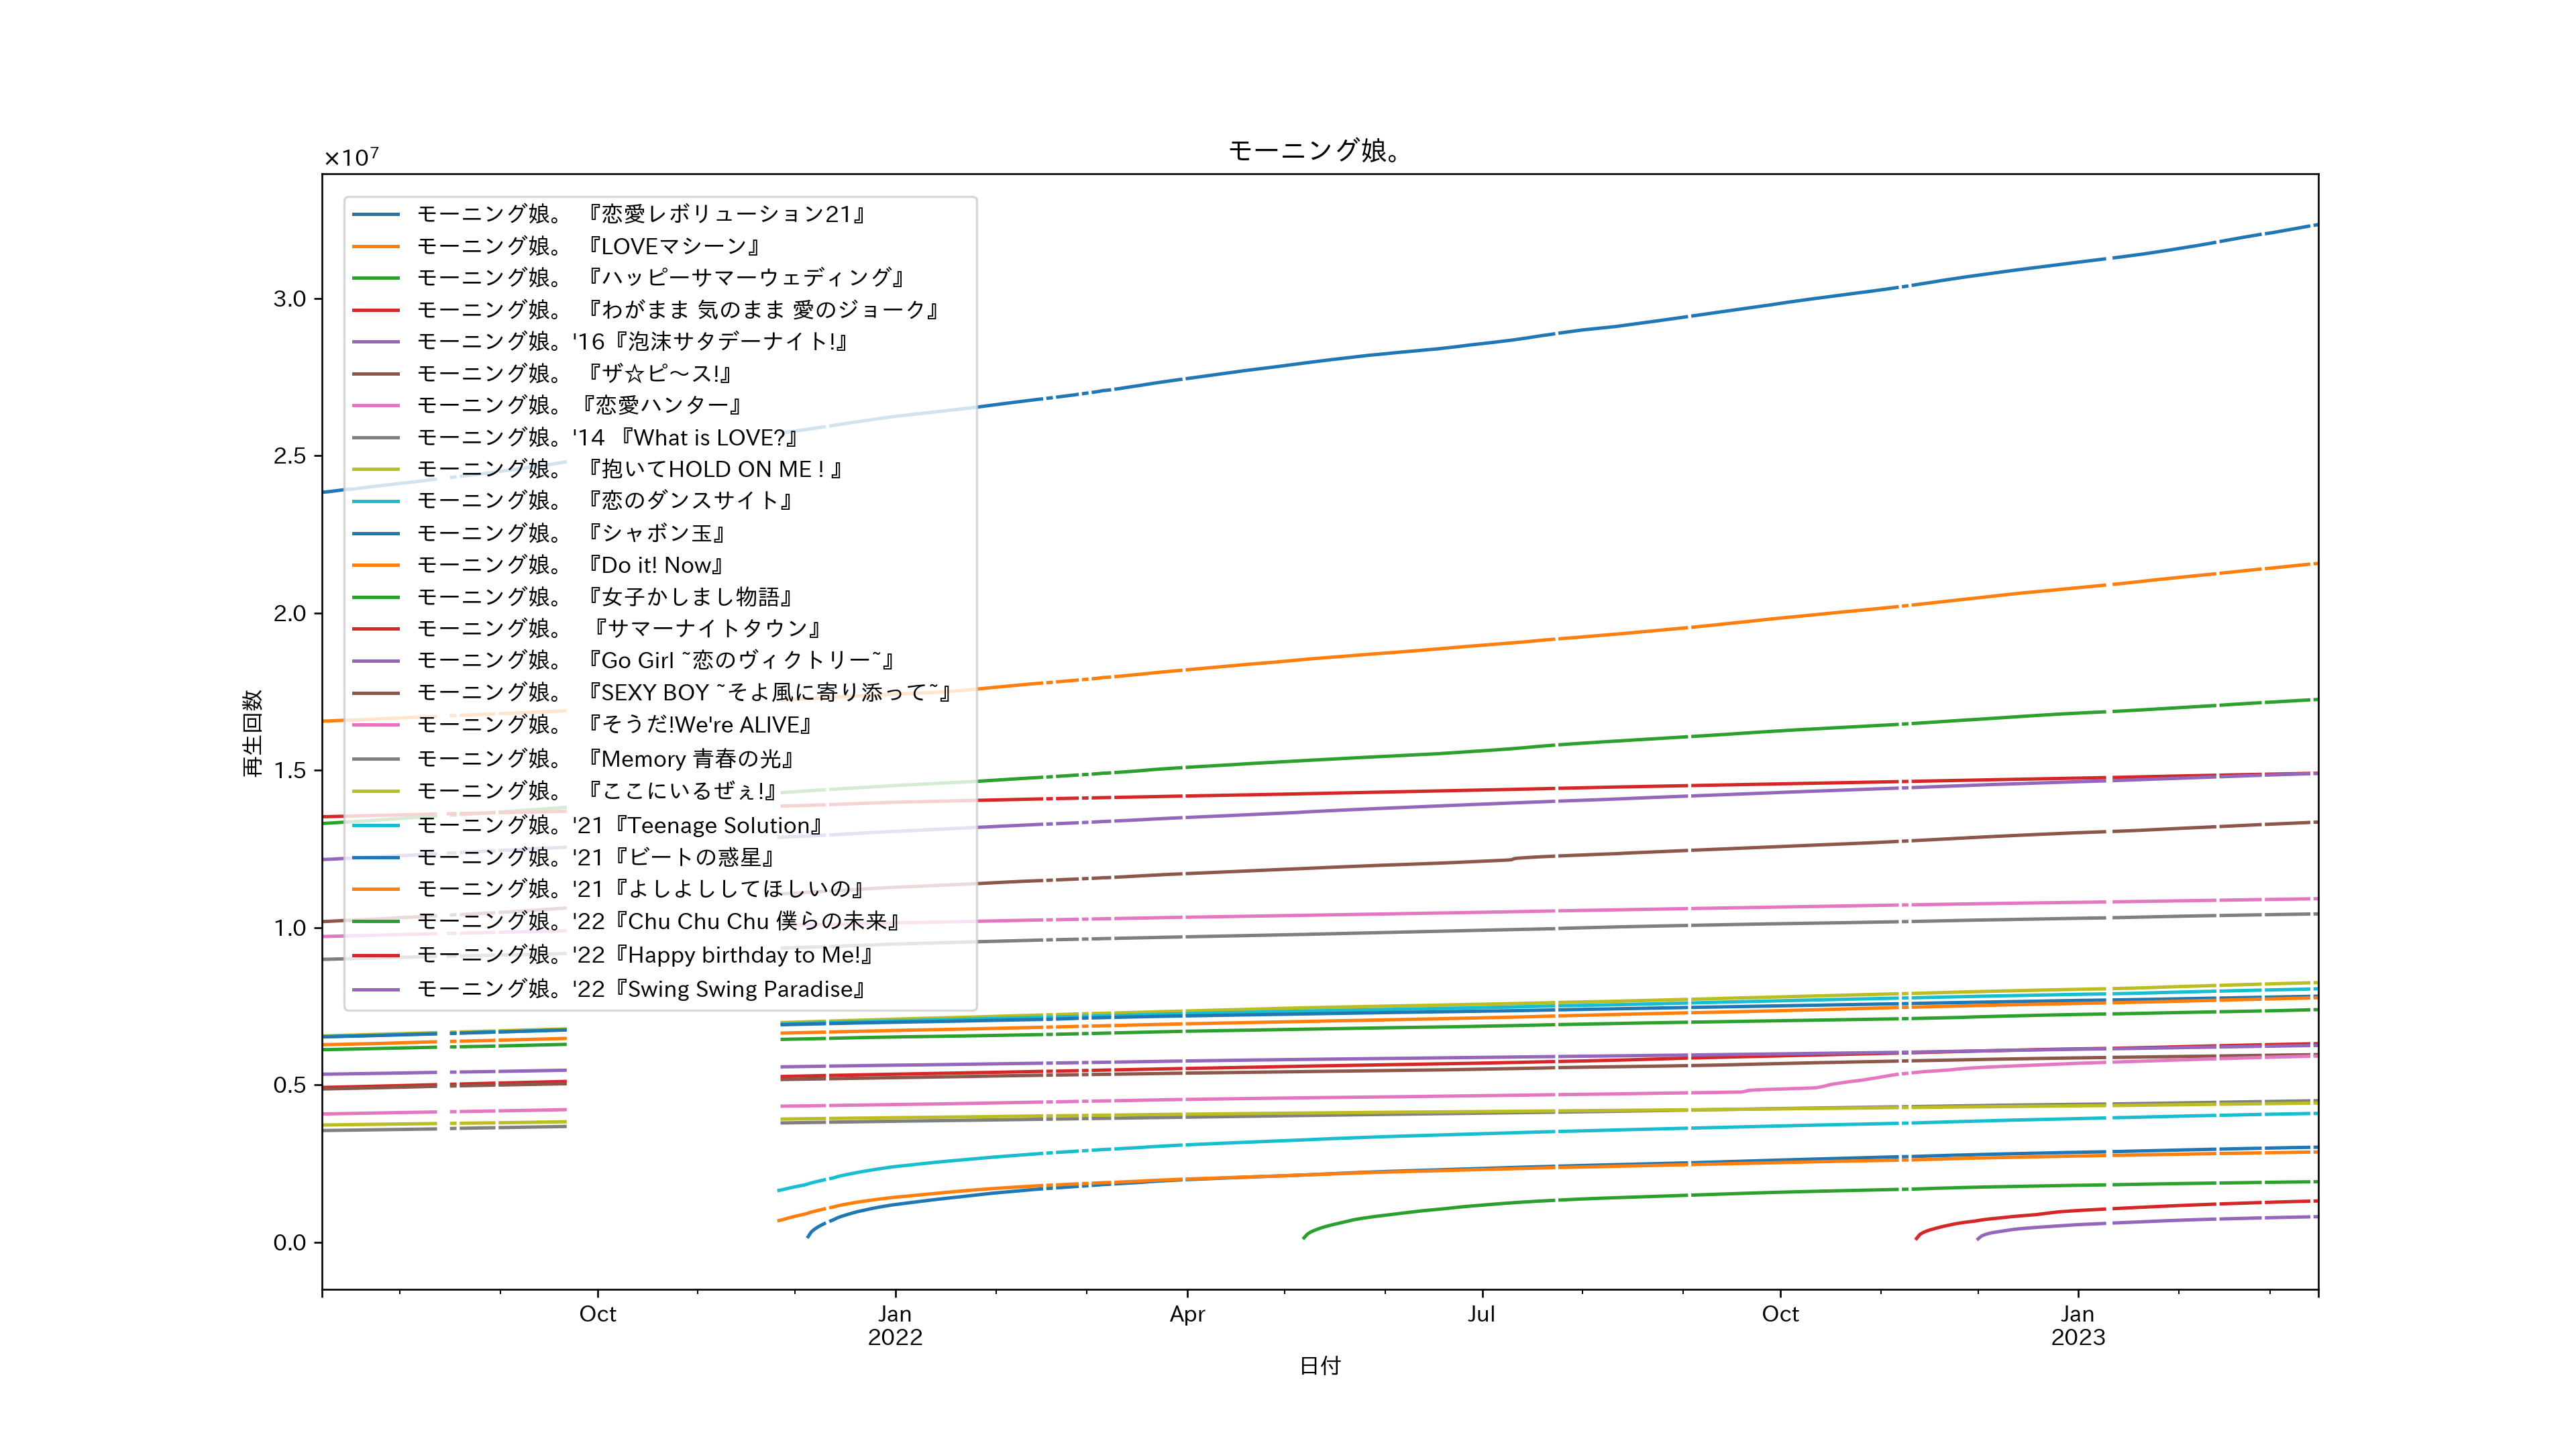 モーニング娘。
×10⁷
モーニング娘。 『恋愛レボリューション21』
モーニング娘。 『LOVEマシーン』
モーニング娘。 『ハッピーサマーウェディング』
モーニング娘。 『わがまま 気のまま 愛のジョーク』
モーニング娘。'16『泡沫サタデーナイト!』
モーニング娘。 『ザ☆ピ〜ス!』
モーニング娘。『恋愛ハンター』
モーニング娘。'14 『What is LOVE?』
モーニング娘。 『抱いてHOLD ON ME ! 』
モーニング娘。 『恋のダンスサイト』
モーニング娘。 『シャボン玉』
モーニング娘。 『Do it! Now』
モーニング娘。 『女子かしまし物語』
モーニング娘。  『サマーナイトタウン』
モーニング娘。 『Go Girl ~恋のヴィクトリー~』
モーニング娘。 『SEXY BOY ~そよ風に寄り添って~』
モーニング娘。 『そうだ!We're ALIVE』
モーニング娘。 『Memory 青春の光』
モーニング娘。 『ここにいるぜぇ!』
モーニング娘。'21『Teenage Solution』
モーニング娘。'21『ビートの惑星』
モーニング娘。'21『よしよししてほしいの』
モーニング娘。'22『Chu Chu Chu 僕らの未来』
モーニング娘。'22『Happy birthday to Me!』
モーニング娘。'22『Swing Swing Paradise』
3.0
2.5
2.0
1.5
1.0
0.5
0.0
再生回数
Oct
Jan
2022
Apr
Jul
Oct
Jan
2023
日付